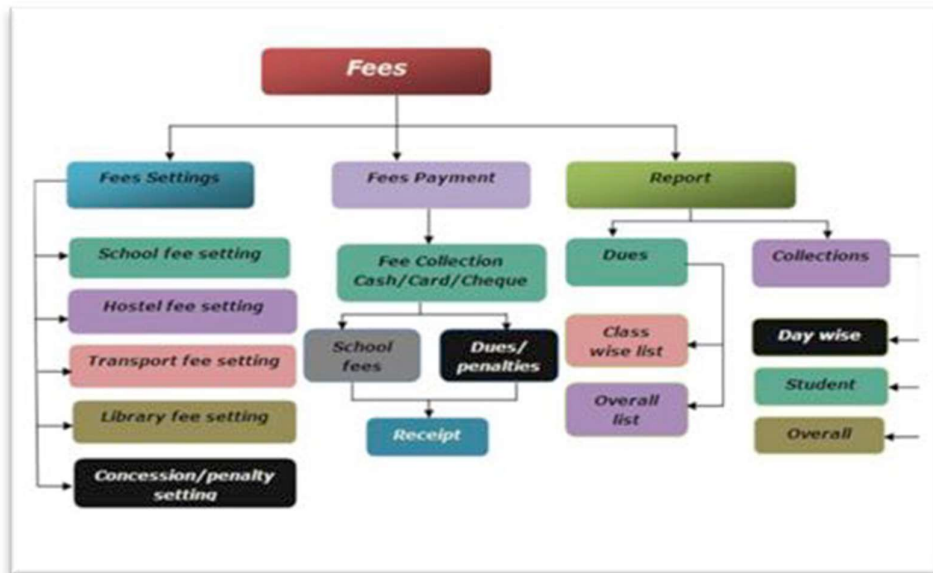 Fees
Fees Settings
School fee setting
Hostel fee setting
Transport fee setting
Library fee setting
Concession/penalty
setting
Fees Payment
Fee Collection
Cash/Card/Cheque
School
fees
Dues/
penalties
Receipt
Report
Dues
Class
wise list
Overall
list
Collections
Day wise
Student
Overall